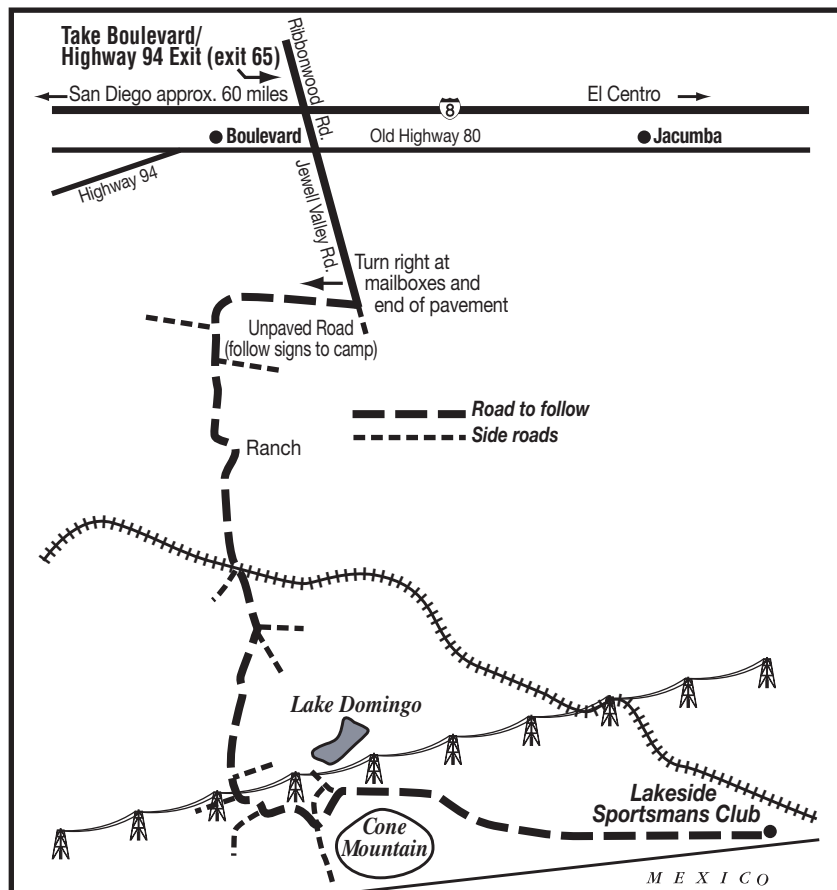 Take Boulevard/
Highway 94 Exit (exit 65)
Ribbonwood Rd.
San Diego approx. 60 miles
8
El Centro
Boulevard
Old Highway 80
Jacumba
Highway 94
Jewell Valley Rd.
Turn right at
mailboxes and
end of pavement
Unpaved Road
(follow signs to camp)
Road to follow
Side roads
Ranch
Lake Domingo
Lakeside
Sportsmans Club
Cone
Mountain
MEXICO